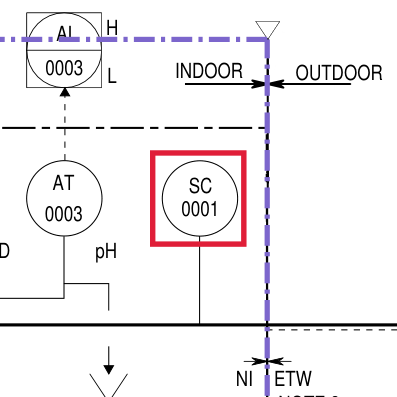 AI
H
0003
L
INDOOR
OUTDOOR
AT
0003
SC
0001
D
pH
NI
ETW